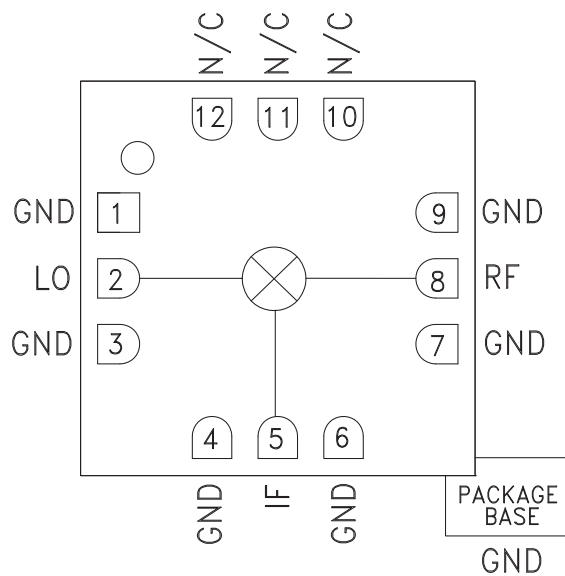 N/C N/C N/C
12 11 10
GND 1 9 GND
LO 2 8 RF
GND 3 7 GND
4 5 6
GND IF GND
PACKAGE
BASE
GND